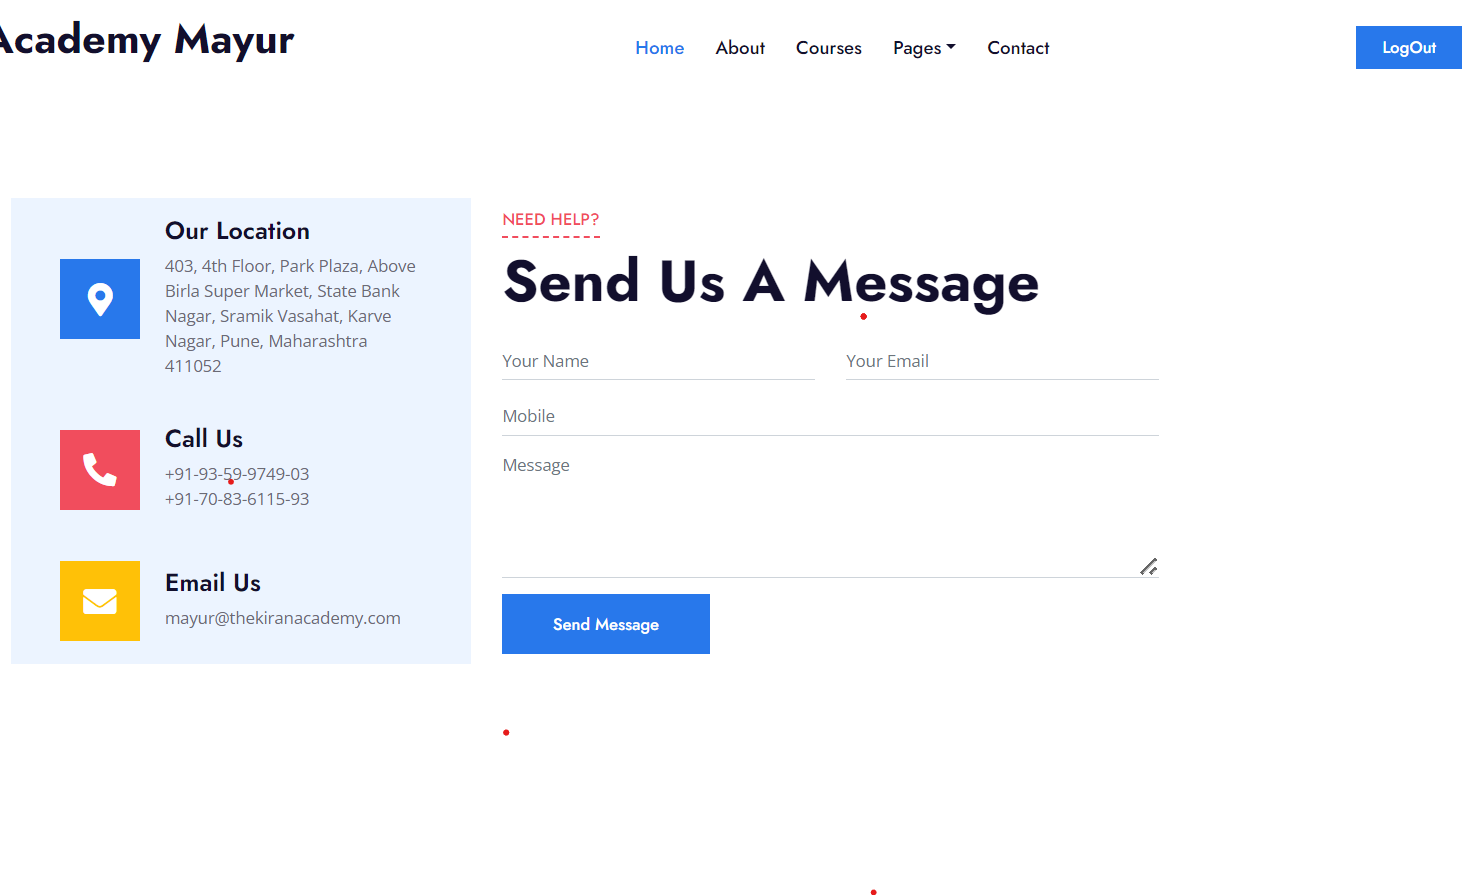 Academy Mayur
Home About Courses Pages Contact
LogOut
Our Location
403, 4th Floor, Park Plaza, Above
Birla Super Market, State Bank
Nagar, Sramik Vasahat, Karve
Nagar, Pune, Maharashtra
411052
Call Us
+91-93-59-9749-03
+91-70-83-6115-93
Email Us
mayur@thekiranacademy.com
NEED HELP?
Send Us A Message
Your Name
Your Email
Mobile
Message
Send Message